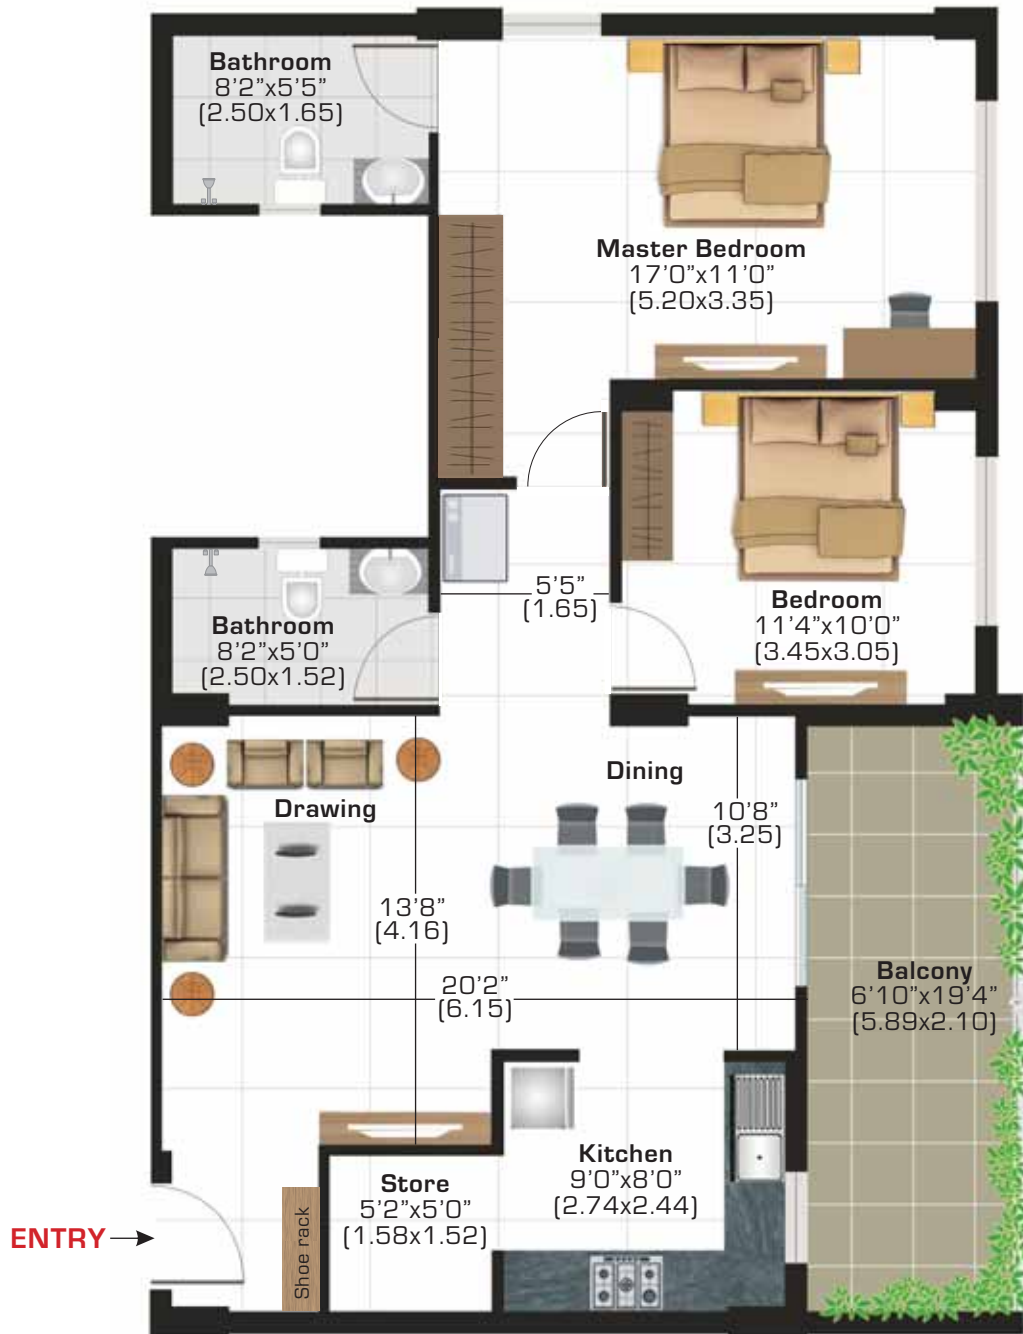 Bathroom
8’2”x5’5”
(2.50x1.65)
Master Bedroom
17’0”x11’0”
(5.20x3.35)
5’5”
(1.65)
Bedroom
11’4”x10’0”
(3.45x3.05)
Bathroom
8’2”x5’0”
(2.50x1.52)
Drawing
Dining
10’8”
(3.25)
13’8”
(4.16)
20’2”
(6.15)
Balcony
6’10”x19’4”
(5.89x2.10)
Kitchen
9’0”x8’0”
(2.74x2.44)
Store
5’2”x5’0”
(1.58x1.52)
Shoe rack
ENTRY